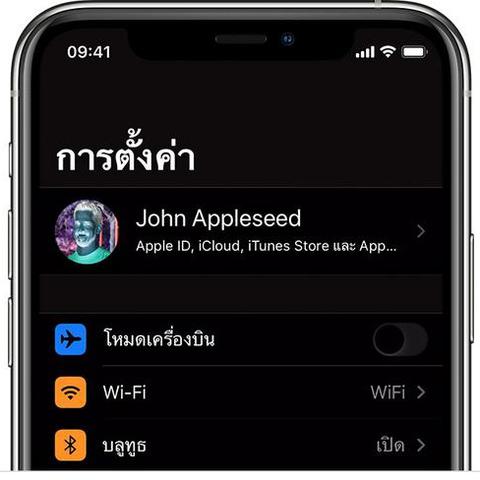 09:41
การตั้งค่า
John Appleseed
Apple ID, iCloud, iTunes Store และ App...
โหมดเครื่องบิน
Wi-Fi WiFi
บลูทูธ เปิด